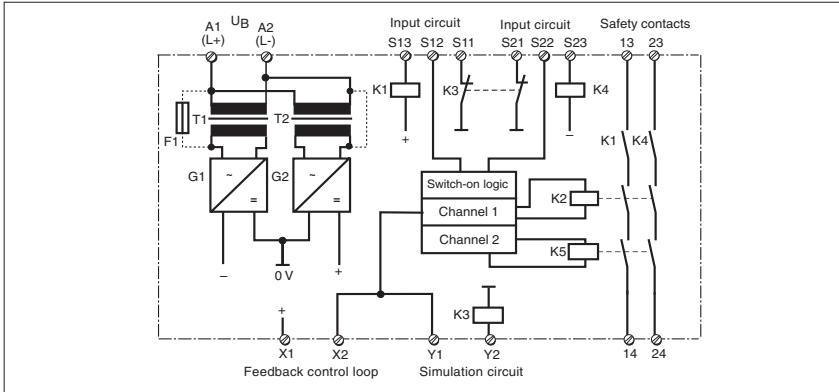 A1 U_B A2 Input circuit Input circuit Safety contacts
(L+) (L-) S13 S12 S11 S21 S22 S23 13 23
K1 K3 K4
T1 T2
F1
+ –
K1 K4
G1 ~ = G2 ~ =
Switch-on logic
Channel 1 K2
Channel 2 K5
– 0 V +
+ K3
X1 X2 Y1 Y2 14 24
Feedback control loop Simulation circuit